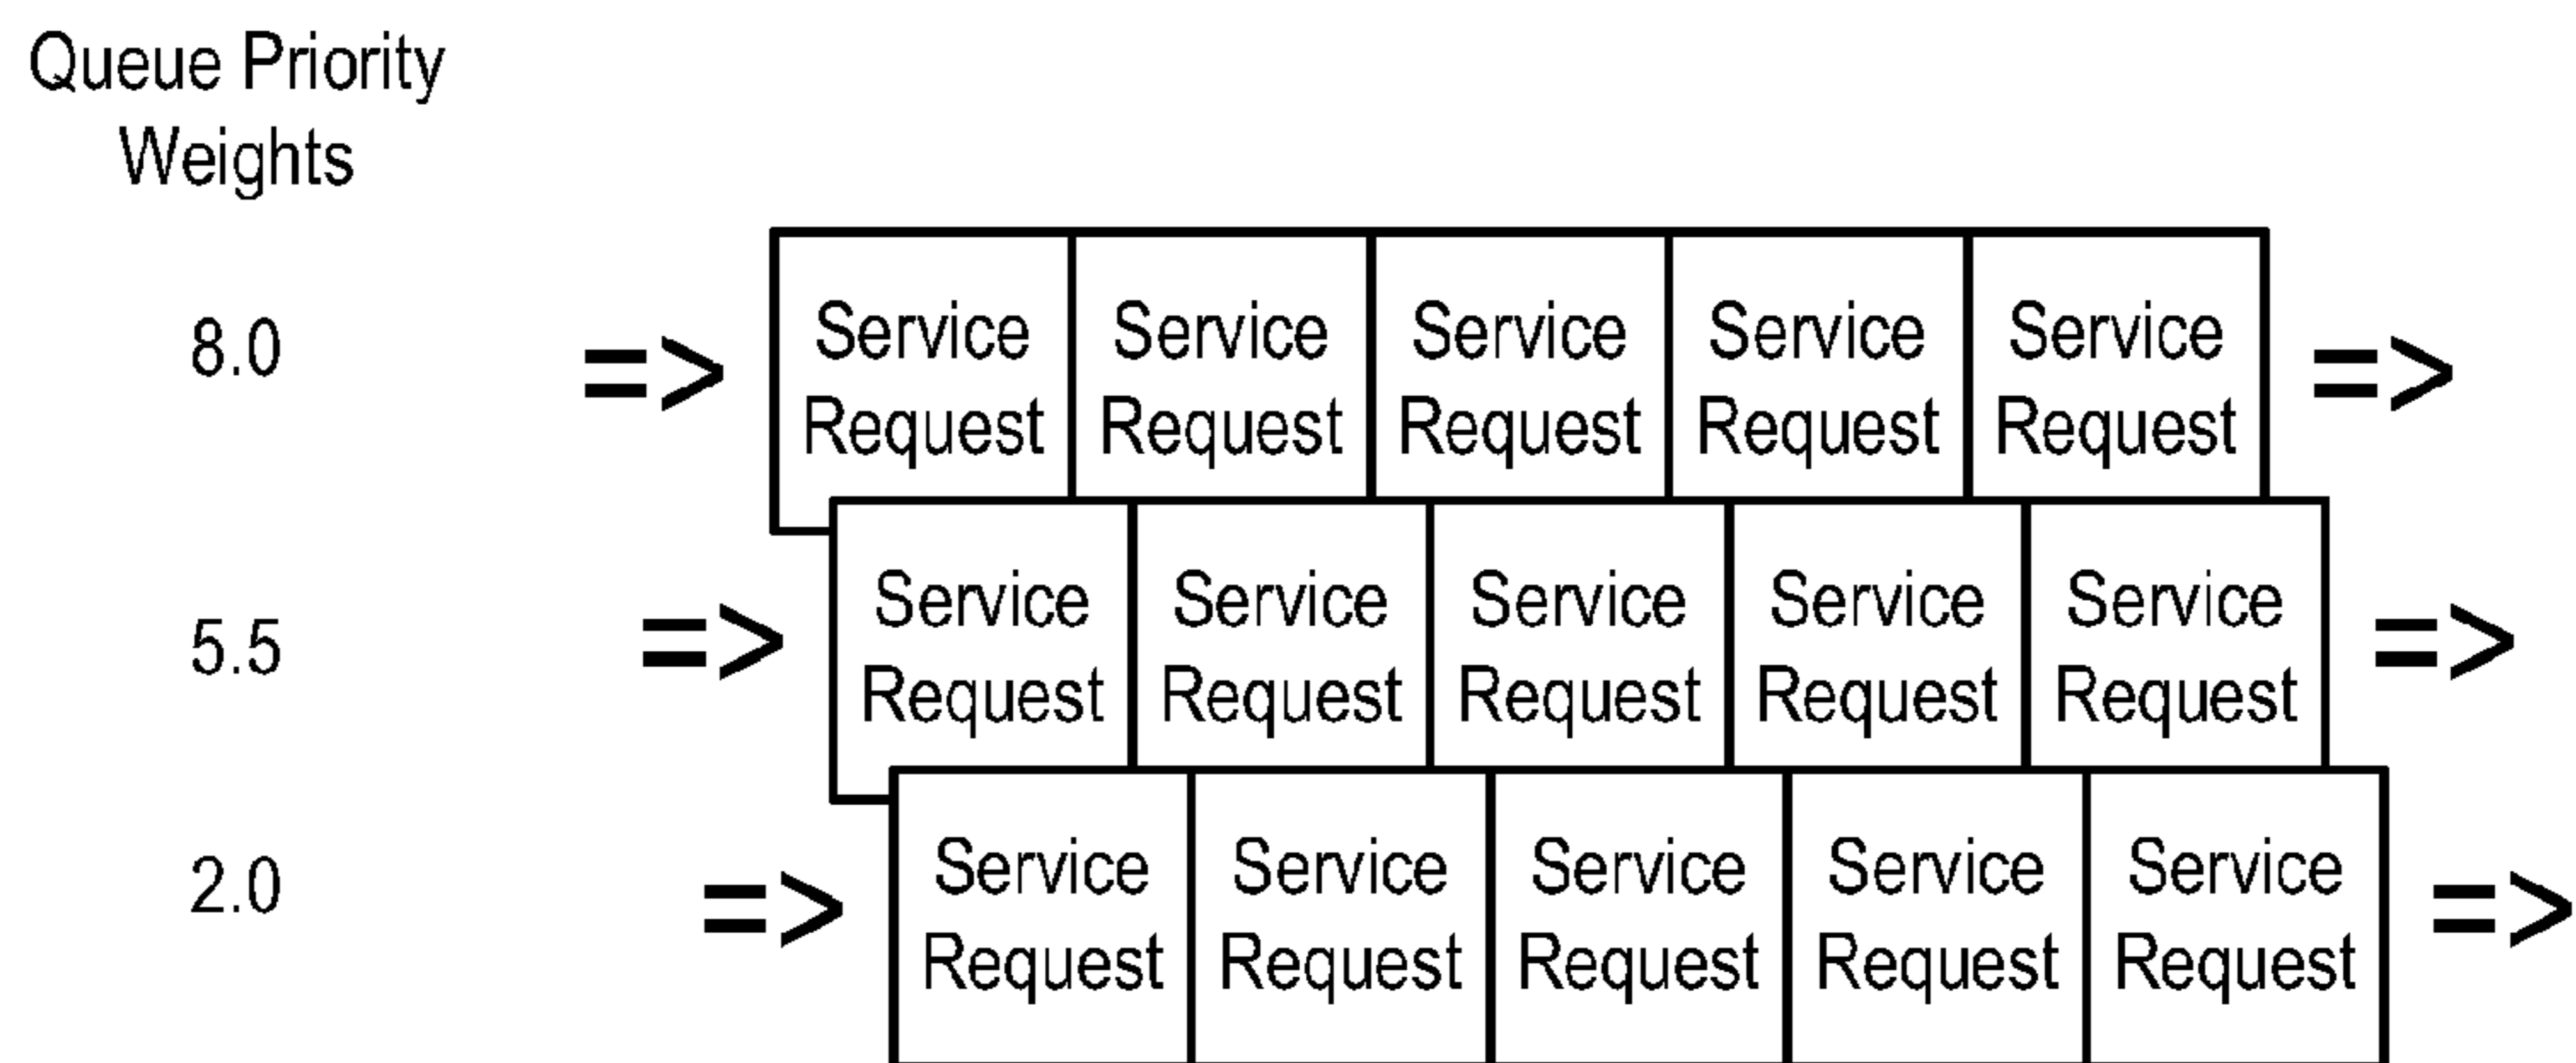 Queue Priority
Weights
8.0
=>
Service Service Service Service Service
Request Request Request Request Request
=>
5.5
=>
Service Service Service Service Service
Request Request Request Request Request
=>
2.0
=>
Service Service Service Service Service
Request Request Request Request Request
=>